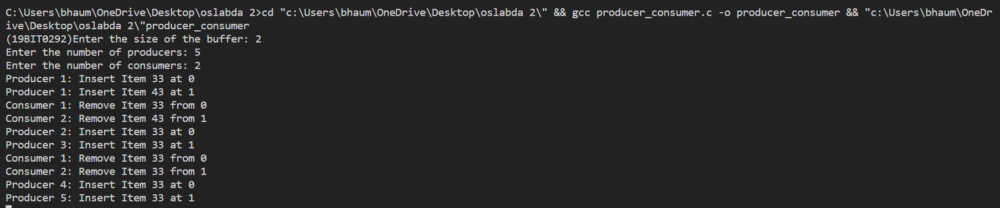 C:\Users\bhaum\OneDrive\Desktop\oslabda 2>cd "c:\Users\bhaum\OneDrive\Desktop\oslabda 2\" && gcc producer_consumer.c -o producer_consumer && "c:\Users\bhaum\OneDr
ive\Desktop\oslabda 2\"producer_consumer
(19BIT0292)Enter the size of the buffer: 2
Enter the number of producers: 5
Enter the number of consumers: 2
Producer 1: Insert Item 33 at 0
Producer 1: Insert Item 43 at 1
Consumer 1: Remove Item 33 from 0
Consumer 2: Remove Item 43 from 1
Producer 2: Insert Item 33 at 0
Producer 3: Insert Item 33 at 1
Consumer 1: Remove Item 33 from 0
Consumer 2: Remove Item 33 from 1
Producer 4: Insert Item 33 at 0
Producer 5: Insert Item 33 at 1